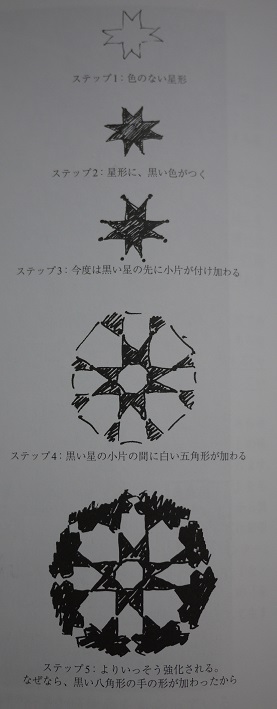 ステップ1：色のない星形
ステップ2：星形に、黒い色がつく
ステップ3：今度は黒い星の先に小片が付け加わる
ステップ4：黒い星の小片の間に白い五角形が加わる
ステップ5：よりいっそう強化される。
なぜなら、黒い八角形の手の形が加わったから